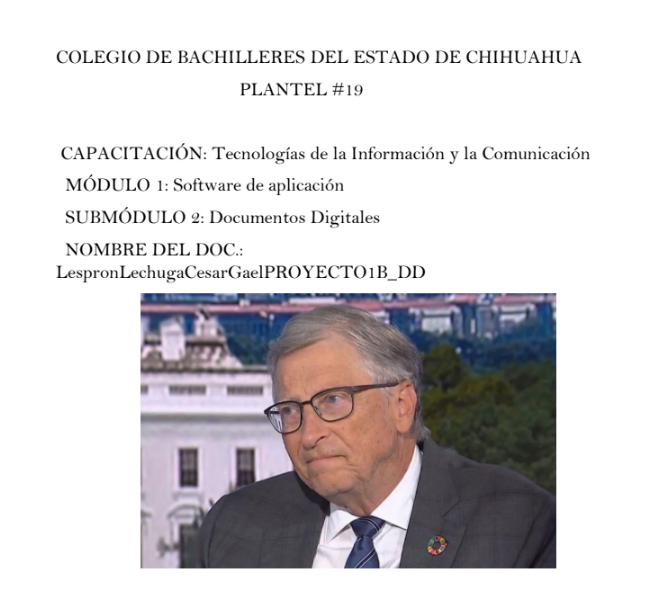 COLEGIO DE BACHILLERES DEL ESTADO DE CHIHUAHUA
PLANTEL #19
CAPACITACIÓN: Tecnologías de la Información y la Comunicación
MÓDULO 1: Software de aplicación
SUBMÓDULO 2: Documentos Digitales
NOMBRE DEL DOC.:
LespronLechugaCesarGaelPROYECTO1B_DD